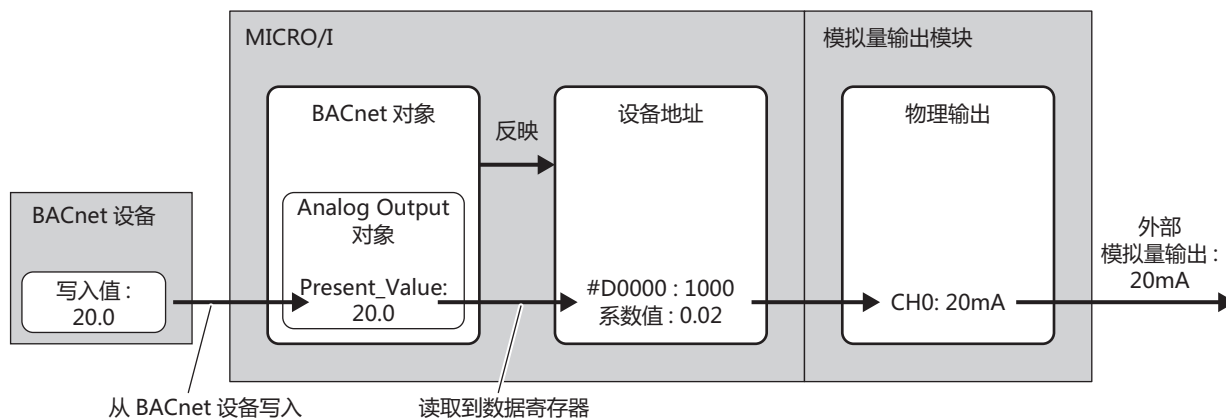 MICRO/I
模拟量输出模块
BACnet 对象
设备地址
物理输出
反映
BACnet 设备
Analog Output
对象
外部
模拟量输出 :
20mA
写入值 :
20.0
Present_Value:
20.0
#D0000 : 1000
系数值 : 0.02
CH0: 20mA
从 BACnet 设备写入
读取到数据寄存器